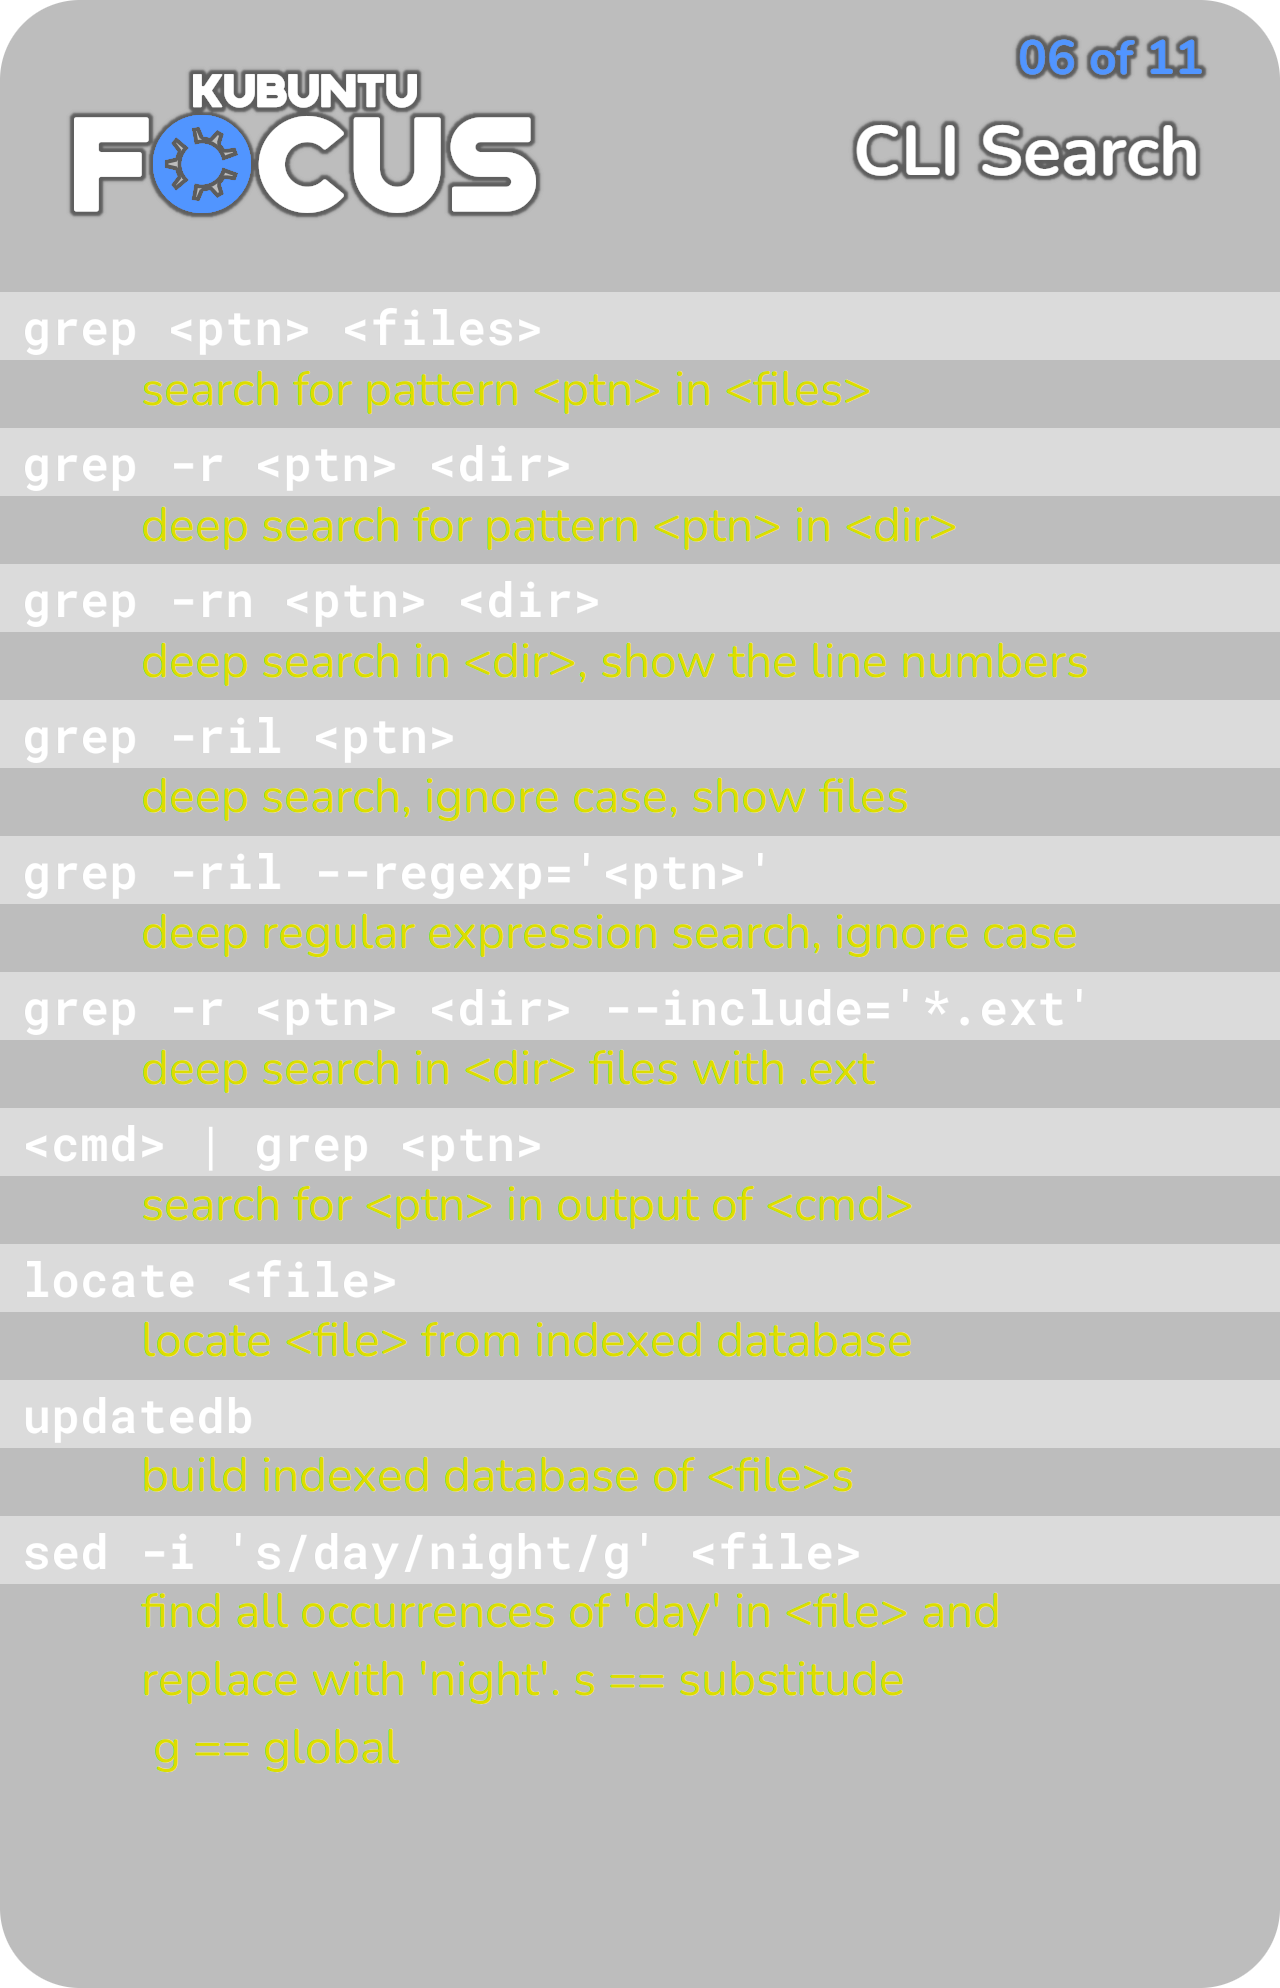 06 of 11
KUBUNTU
FOCUS
CLI Search
grep <ptn> <files>
search for pattern <ptn> in <files>
grep -r <ptn> <dir>
deep search for pattern <ptn> in <dir>
grep -rn <ptn> <dir>
deep search in <dir>, show the line numbers
grep -ril <ptn>
deep search, ignore case, show files
grep -ril --regexp='<ptn>'
deep regular expression search, ignore case
grep -r <ptn> <dir> --include='*.ext'
deep search in <dir> files with .ext
<cmd> | grep <ptn>
search for <ptn> in output of <cmd>
locate <file>
locate <file> from indexed database
updatedb
build indexed database of <file>s
sed -i 's/day/night/g' <file>
find all occurrences of 'day' in <file> and
replace with 'night'. s == substitude
g == global